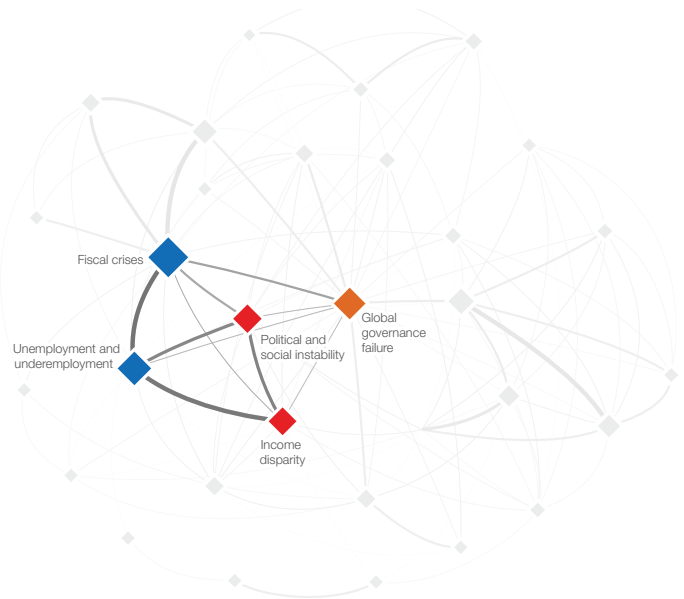 Fiscal crises
Global
governance
failure
Political and
social instability
Unemployment and
underemployment
Income
disparity